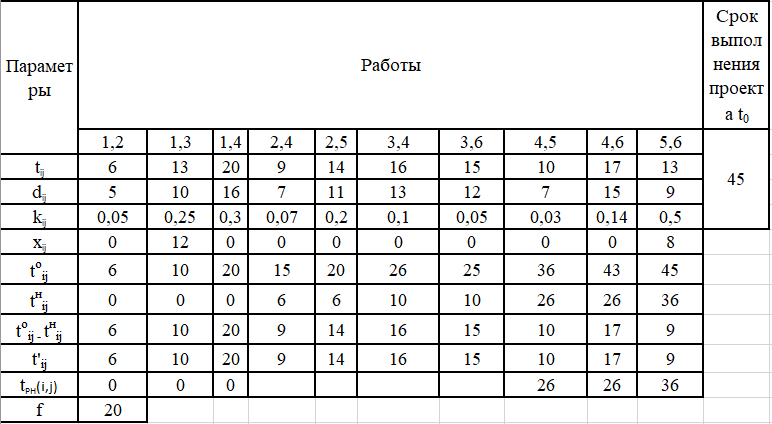 Парамет
ры
Работы
Срок
выпол
нения
проект
а t0
1,2 1,3 1,4 2,4 2,5 3,4 3,6 4,5 4,6 5,6
45
tij 6 13 20 9 14 16 15 10 17 13
dij 5 10 16 7 11 13 12 7 15 9
kij 0,05 0,25 0,3 0,07 0,2 0,1 0,05 0,03 0,14 0,5
xij 0 12 0 0 0 0 0 0 0 8
tоij 6 10 20 15 20 26 25 36 43 45
tнij 0 0 0 6 6 10 10 26 26 36
tоij - tнij 6 10 20 9 14 16 15 10 17 9
t'ij 6 10 20 9 14 16 15 10 17 9
tРН(i,j) 0 0 0 26 26 36
f 20